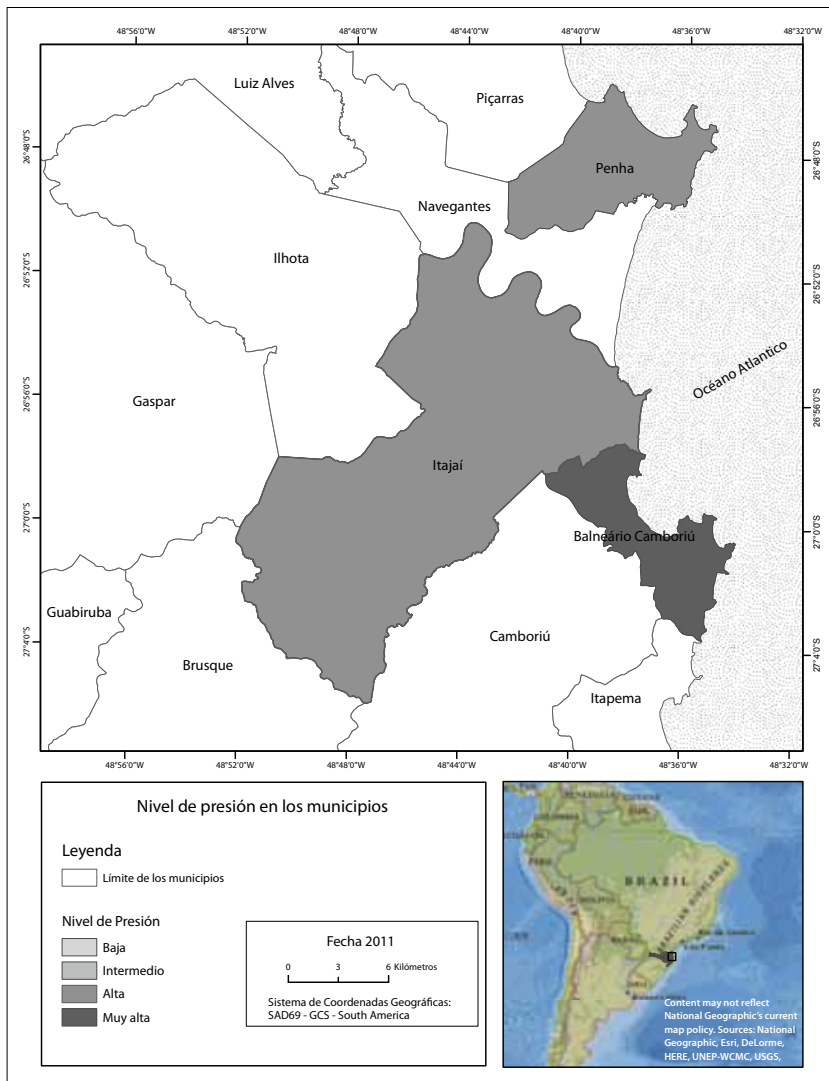 48°56'0"W 48°52'0"W 48°48'0"W 48°44'0"W 48°40'0"W 48°36'0"W 48°32'0"W
Luiz Alves
Piçarras
26°48'0"S
26°48'0"S
Penha
Navegantes
Ilhota
26°52'0"S
26°52'0"S
Océano Atlantico
Gaspar
26°56'0"S
26°56'0"S
Itajaí
27°0'0"S
27°0'0"S
Balneário Camboriú
Guabiruba
Camboriú
27°4'0"S
27°4'0"S
Brusque
Itapema
48°56'0"W 48°52'0"W 48°48'0"W 48°44'0"W 48°40'0"W 48°36'0"W 48°32'0"W
Nivel de presión en los municipios
Leyenda
Límite de los municipios
Nivel de Presión
Baja
Intermedio
Alta
Muy alta
Fecha 2011
0 3 6 Kilómetros
Sistema de Coordenadas Geográficas:
SAD69 - GCS - South America
BRAZIL
Content may not reflect
National Geographic's current
map policy. Sources: National
Geographic, Esri, DeLorme,
HERE, UNEP-WCMC, USGS,